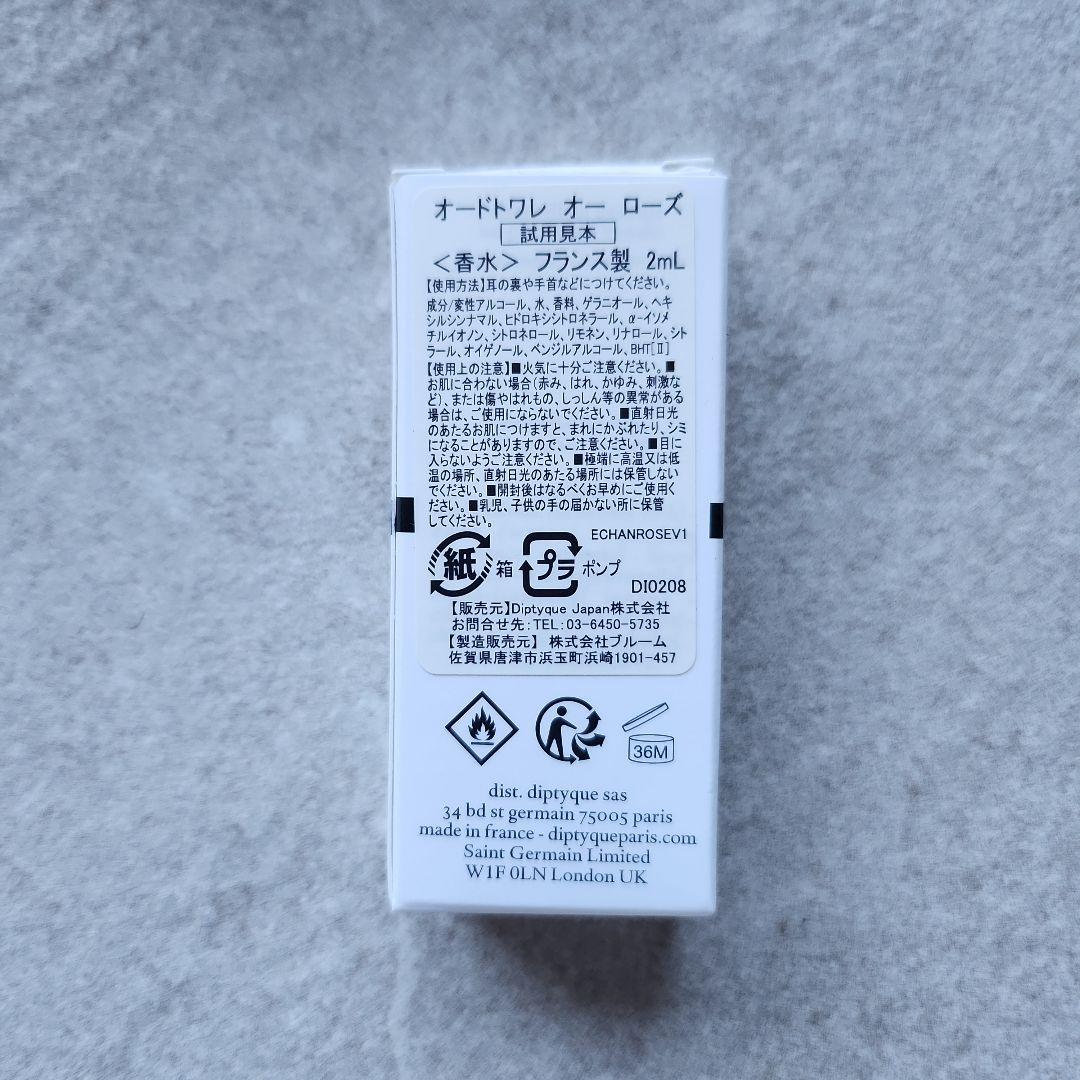 オードトワレ オー ローズ
試用見本
＜香水＞ フランス製 2mL
【使用方法】耳の裏や手首などにつけてください。
成分/変性アルコール、水、香料、ゲラニオール、ヘキ
シルシンナマル、ヒドロキシシトロネラール、α-イソメ
チルイオノン、シトロネロール、リモネン、リナロール、シト
ラール、オイゲノール、ベンジルアルコール、BHT[Ⅱ]
【使用上の注意】■火気に十分ご注意ください。■
お肌に合わない場合(赤み、はれ、かゆみ、刺激な
ど)、または傷やはれもの、しっしん等の異常がある
場合は、ご使用にならないでください。■直射日光
のあたるお肌につけますと、まれにかぶれたり、シミ
になることがありますので、ご注意ください。■目に
入らないようご注意ください。■極端に高温又は低
温の場所、直射日光のあたる場所には保管しない
でください。■開封後はなるべくお早めにご使用く
ださい。■乳児、子供の手の届かない所に保管
してください。
ECHANROSEV1
紙 箱 プラ ポンプ
DI0208
【販売元】Diptyque Japan株式会社
お問合せ先:TEL:03-6450-5735
【製造販売元】 株式会社ブルーム
佐賀県唐津市浜玉町浜崎1901-457
36M
dist. diptyque sas
34 bd st germain 75005 paris
made in france - diptyqueparis.com
Saint Germain Limited
W1F 0LN London UK